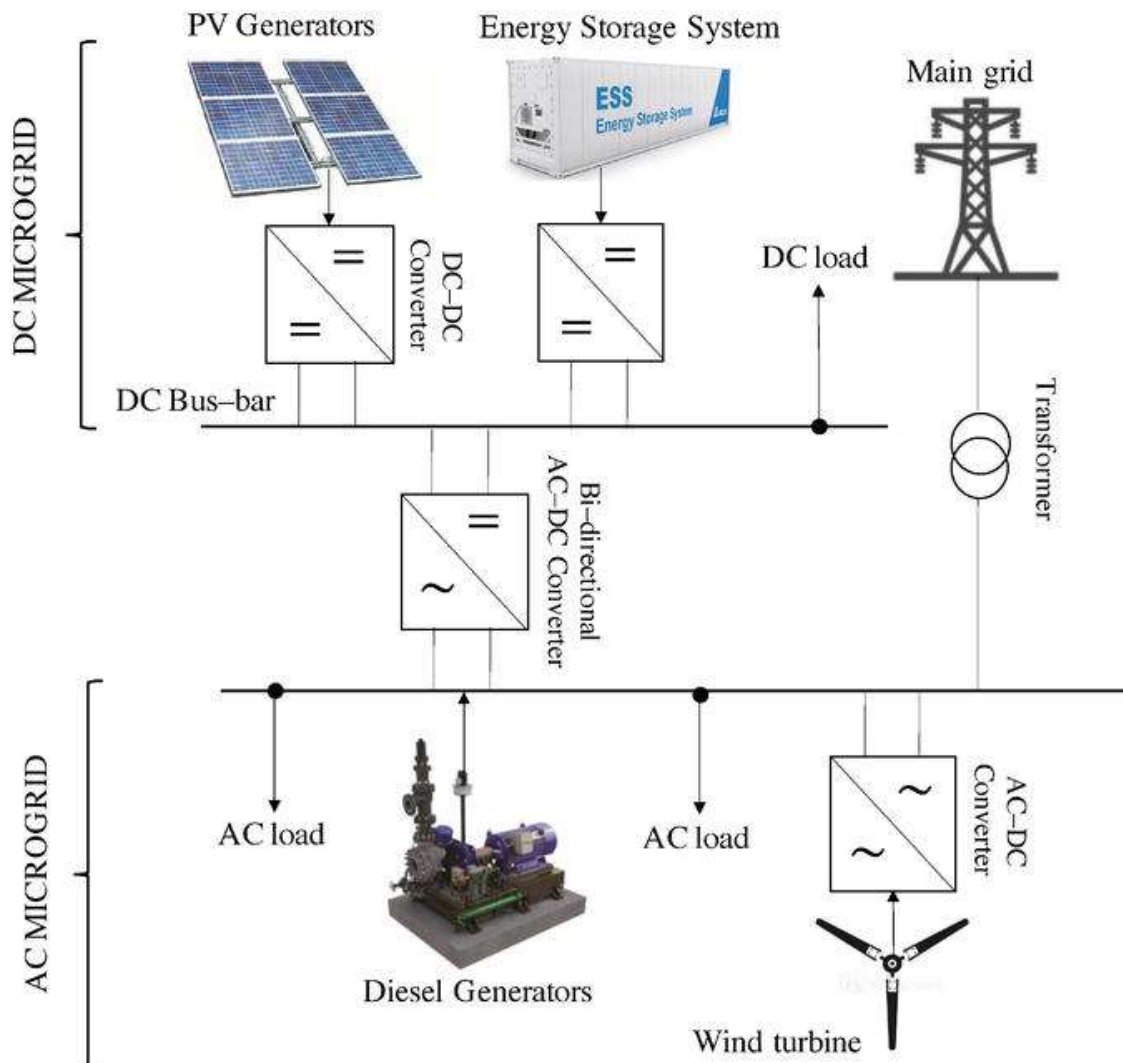 PV Generators
Energy Storage System
Main grid
ESS
Energy Storage System
DC MICROGRID
DC–DC
Converter
DC load
DC Bus–bar
Transformer
Bi–directional
AC–DC Converter
AC MICROGRID
AC load
AC load
AC–DC
Converter
Diesel Generators
Wind turbine